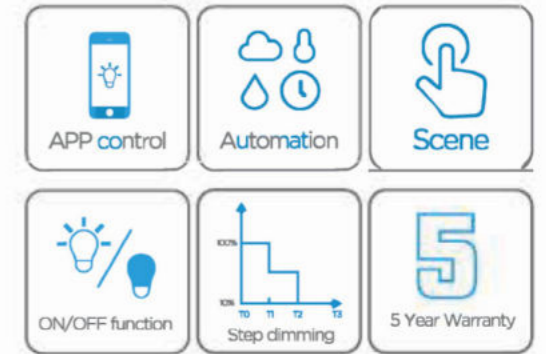 APP control
Automation
Scene
ON/OFF function
100%
10%
T0 T1 T2 T3
Step dimming
5
5 Year Warranty